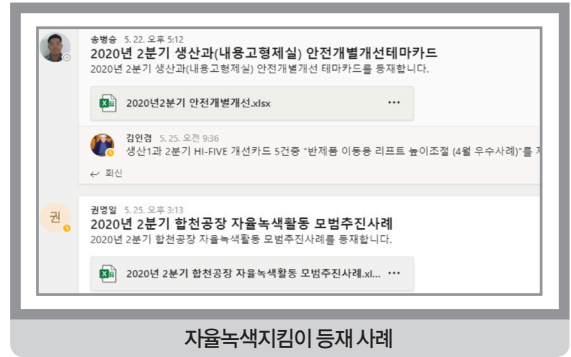 송병승 5. 22. 오후 5:12
2020년 2분기 생산과(내용고형제실) 안전개별개선테마카드
2020년 2분기 생산과(내용고형제실) 안전개별개선 테마카드를 등재합니다.
2020년2분기 안전개별개선.xlsx ...
김인겸 5. 25. 오전 9:36
생산1과 2분기 HI-FIVE 개선카드 5건중 "반제품 이동용 리프트 높이조절 (4월 우수사례)"를
회신
권 권영일 5. 25. 오후 3:13
2020년 2분기 합천공장 자율녹색활동 모범추진사례
2020년 2분기 합천공장 자율녹색활동 모범추진사례를 등재합니다.
2020년 2분기 합천공장 자율녹색활동 모범추진사례.xl... ...
자율녹색지킴이 등재 사례